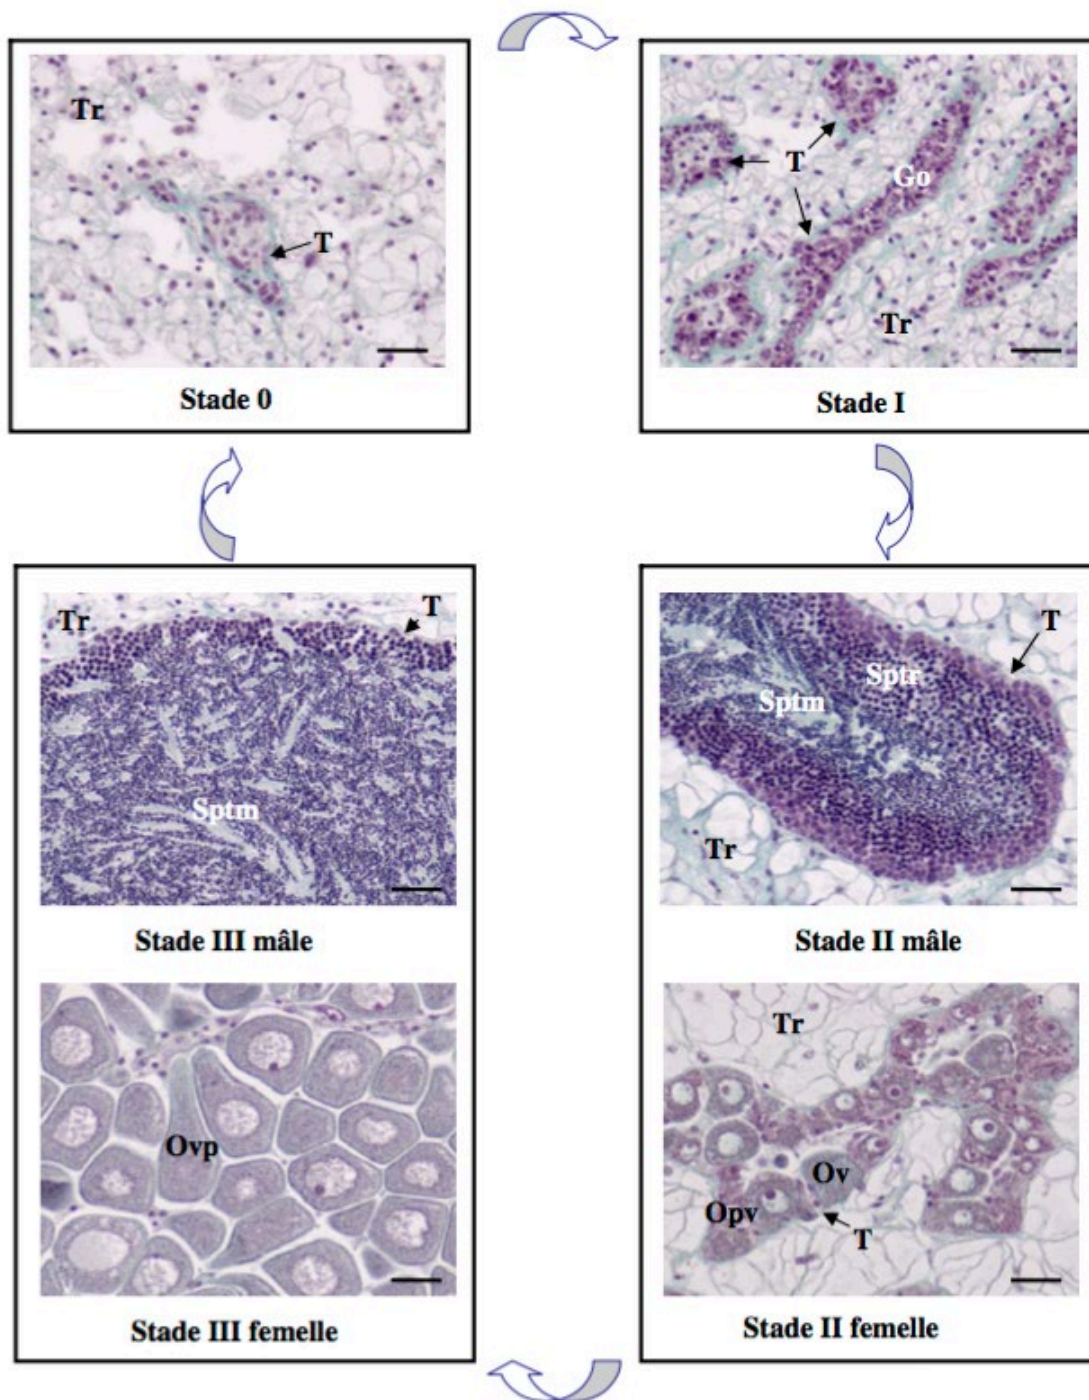 Tr
T
Stade 0
T
Go
Tr
Stade I
Tr
T
Sptm
Stade III mâle
T
Sptr
Sptm
Tr
Stade II mâle
Ovp
Stade III femelle
Tr
Ov
Opv
T
Stade II femelle